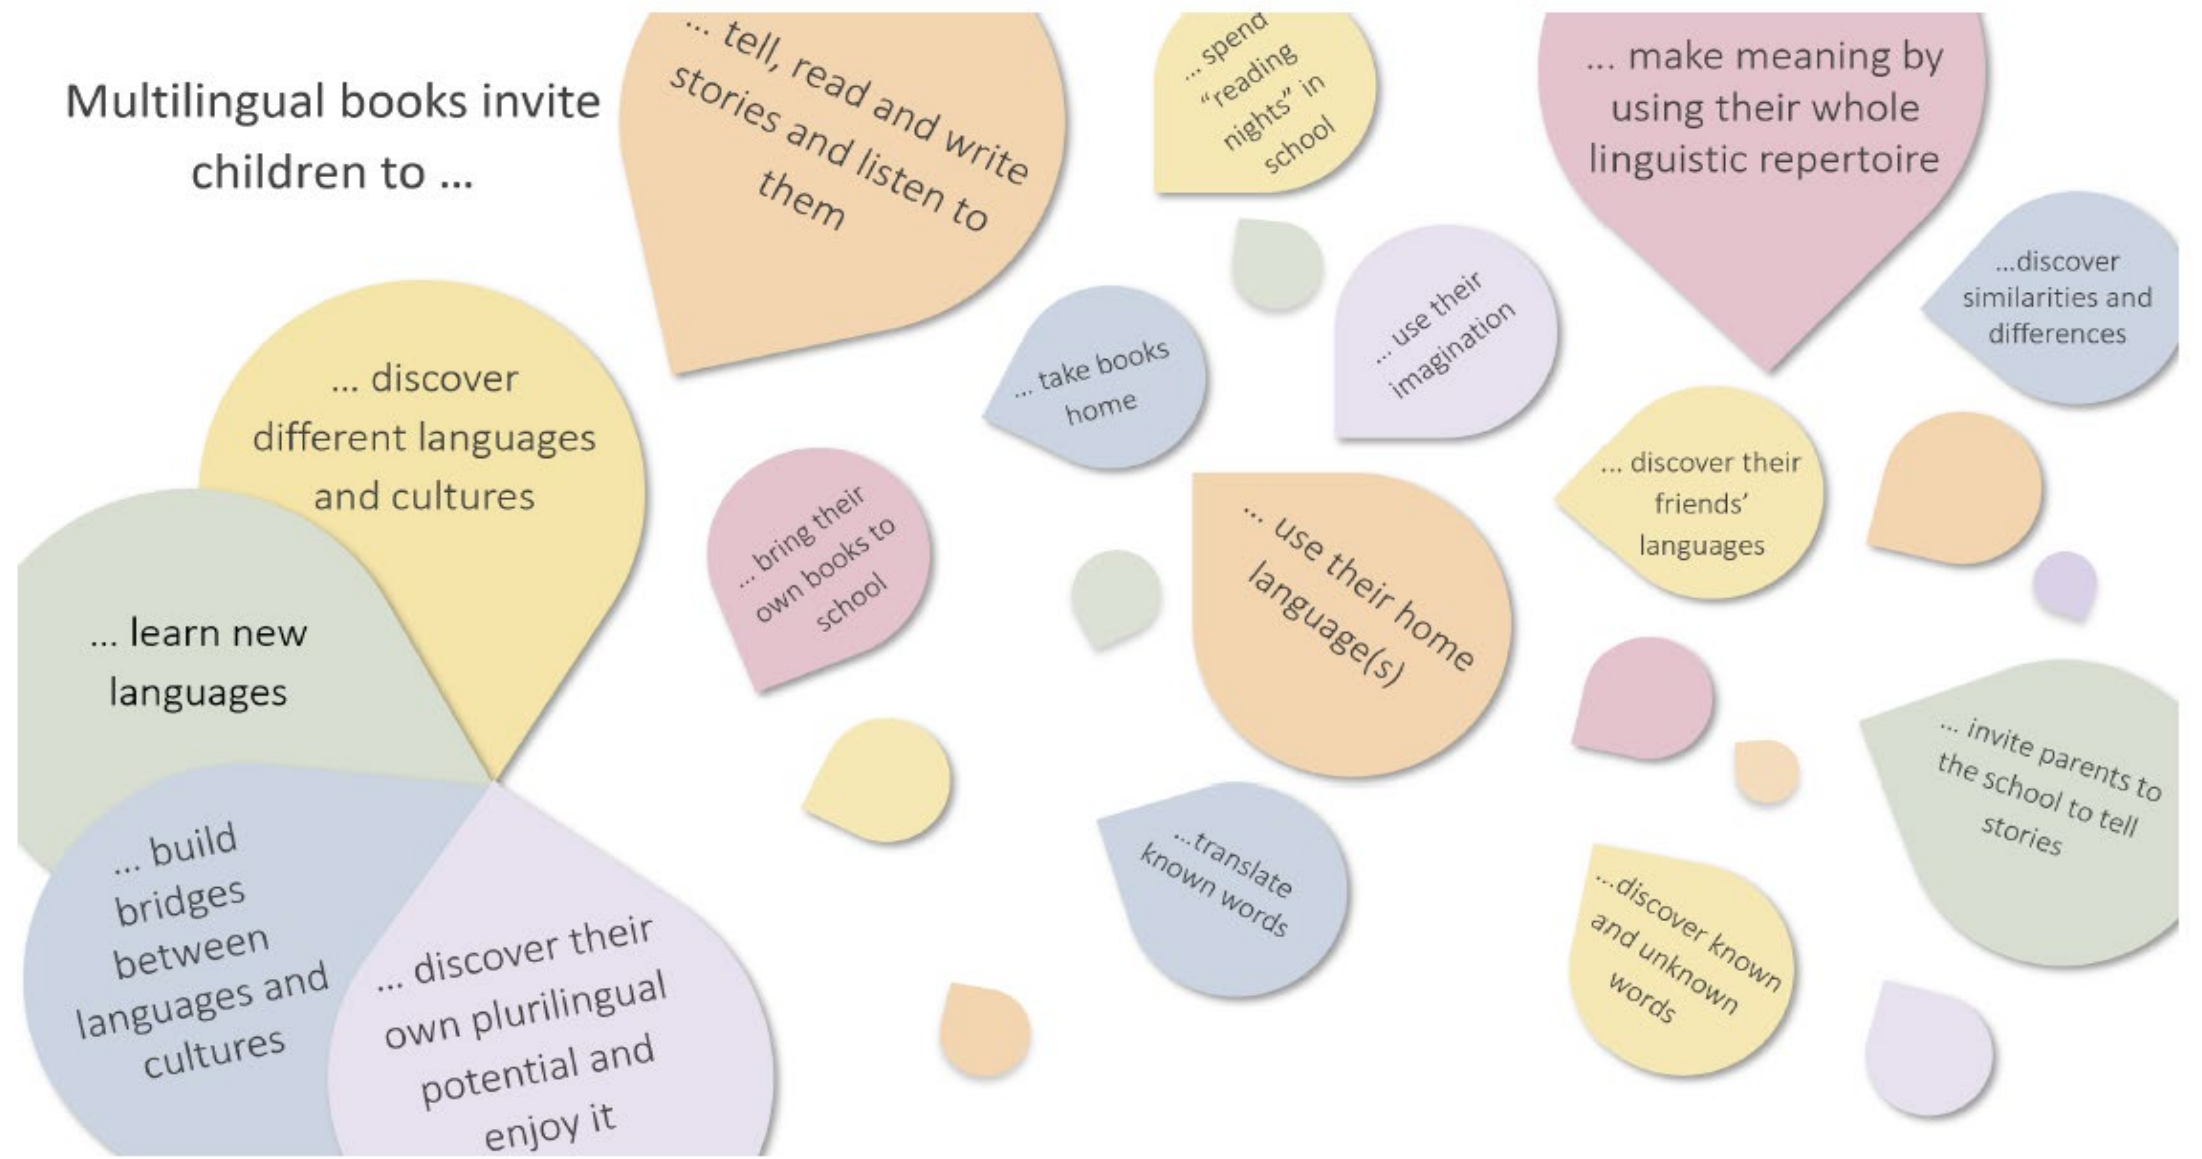 Multilingual books invite
children to ...
... tell, read and write
stories and listen to
them
... spend
“reading
nights” in
school
... make meaning by
using their whole
linguistic repertoire
...discover
similarities and
differences
... use their
imagination
... take books
home
... discover
different languages
and cultures
... discover their
friends’
languages
... bring their
own books to
school
... use their home
language(s)
... learn new
languages
... invite parents to
the school to tell
stories
... build
bridges
between
languages and
cultures
...translate
known words
...discover known
and unknown
words
... discover their
own plurilingual
potential and
enjoy it